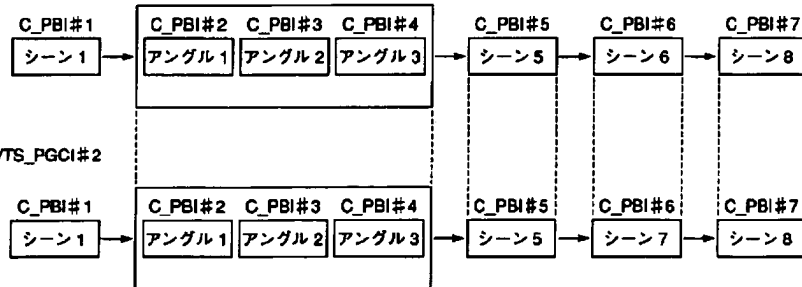 C_PBI#1 C_PBI#2 C_PBI#3 C_PBI#4 C_PBI#5 C_PBI#6 C_PBI#7
シーン1 アングル1 アングル2 アングル3 シーン5 シーン6 シーン8
VTS_PGCI#2
C_PBI#1 C_PBI#2 C_PBI#3 C_PBI#4 C_PBI#5 C_PBI#6 C_PBI#7
シーン1 アングル1 アングル2 アングル3 シーン5 シーン7 シーン8